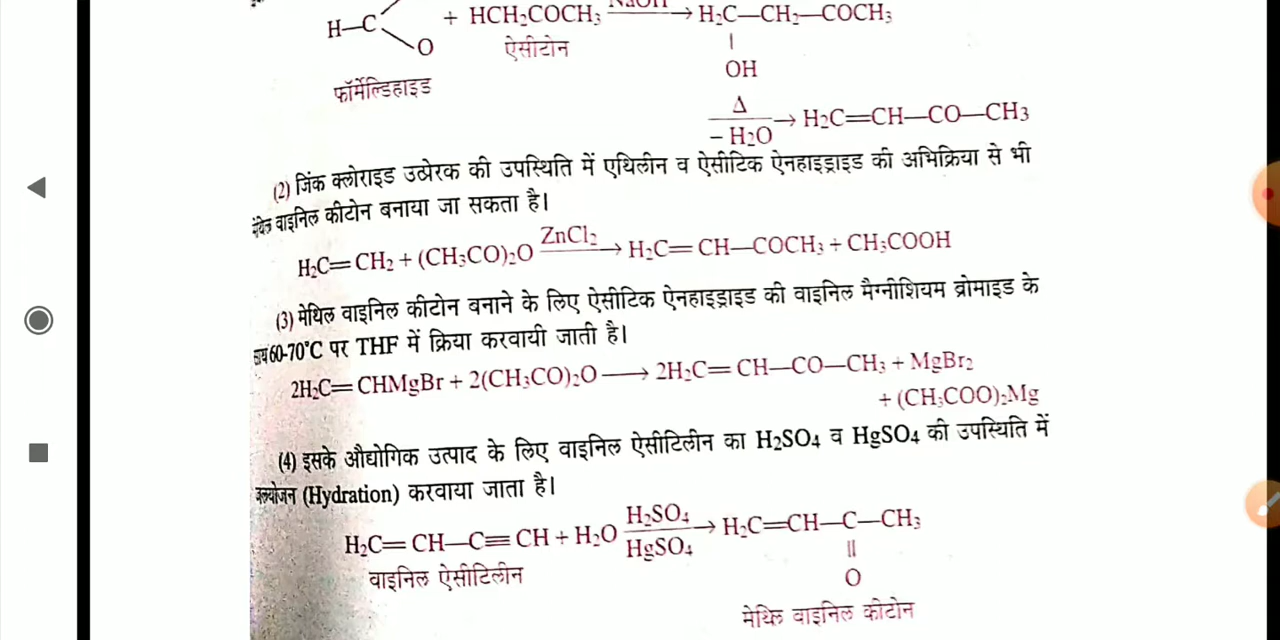 H—C
+ HCH₂COCH₃ NaOH → H₂C—CH₂—COCH₃
O
ऐसीटोन
OH
फॉर्मेल्डिहाइड
Δ
– H₂O → H₂C=CH—CO—CH₃
(2) जिंक क्लोराइड उत्प्रेरक की उपस्थिति में एथिलीन व ऐसीटिक ऐनहाइड्राइड की अभिक्रिया से भी
मेथिल वाइनिल कीटोन बनाया जा सकता है।
H₂C=CH₂ + (CH₃CO)₂O ZnCl₂ → H₂C=CH—COCH₃ + CH₃COOH
(3) मेथिल वाइनिल कीटोन बनाने के लिए ऐसीटिक ऐनहाइड्राइड की वाइनिल मैग्नीशियम ब्रोमाइड के
साथ 60-70°C पर THF में क्रिया करवायी जाती है।
2H₂C=CHMgBr + 2(CH₃CO)₂O → 2H₂C=CH—CO—CH₃ + MgBr₂
+ (CH₃COO)₂Mg
(4) इसके औद्योगिक उत्पाद के लिए वाइनिल ऐसीटिलीन का H₂SO₄ व HgSO₄ की उपस्थिति में
जलयोजन (Hydration) करवाया जाता है।
H₂C=CH—C≡CH + H₂O H₂SO₄ / HgSO₄ → H₂C=CH—C—CH₃
||
वाइनिल ऐसीटिलीन
O
मेथिल वाइनिल कीटोन